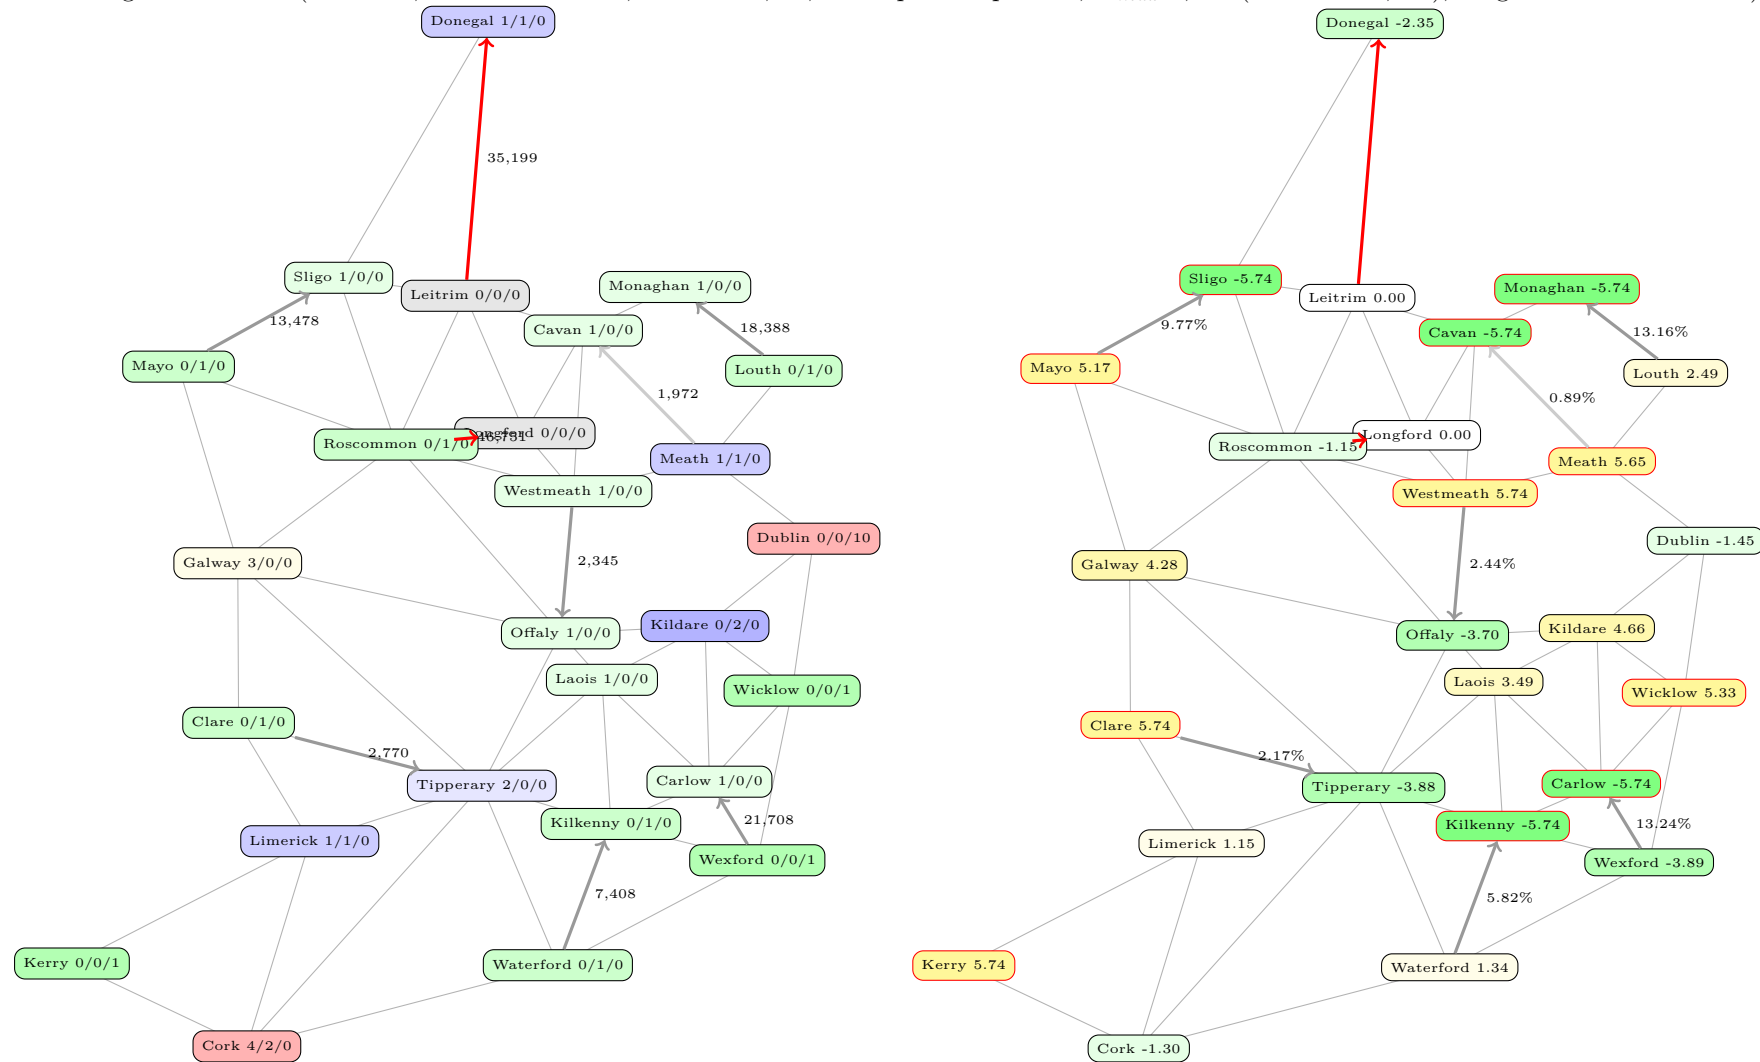 Donegal 1/1/0
35,199
Sligo 1/0/0
Leitrim 0/0/0
Monaghan 1/0/0
13,478
Cavan 1/0/0
18,388
Mayo 0/1/0
Louth 0/1/0
1,972
Roscommon 0/1/0
Longford 0/0/0
Meath 1/1/0
Westmeath 1/0/0
Dublin 0/0/10
Galway 3/0/0
2,345
Offaly 1/0/0
Kildare 0/2/0
Laois 1/0/0
Wicklow 0/0/1
Clare 0/1/0
2,770
Tipperary 2/0/0
Carlow 1/0/0
Kilkenny 0/1/0
21,708
Limerick 1/1/0
Wexford 0/0/1
7,408
Kerry 0/0/1
Waterford 0/1/0
Cork 4/2/0
Donegal -2.35
Sligo -5.74
Leitrim 0.00
Monaghan -5.74
9.77%
Cavan -5.74
13.16%
Mayo 5.17
Louth 2.49
0.89%
Roscommon -1.15
Longford 0.00
Meath 5.65
Westmeath 5.74
Dublin -1.45
Galway 4.28
2.44%
Offaly -3.70
Kildare 4.66
Laois 3.49
Wicklow 5.33
Clare 5.74
2.17%
Tipperary -3.88
Carlow -5.74
Kilkenny -5.74
13.24%
Limerick 1.15
Wexford -3.89
5.82%
Kerry 5.74
Waterford 1.34
Cork -1.30